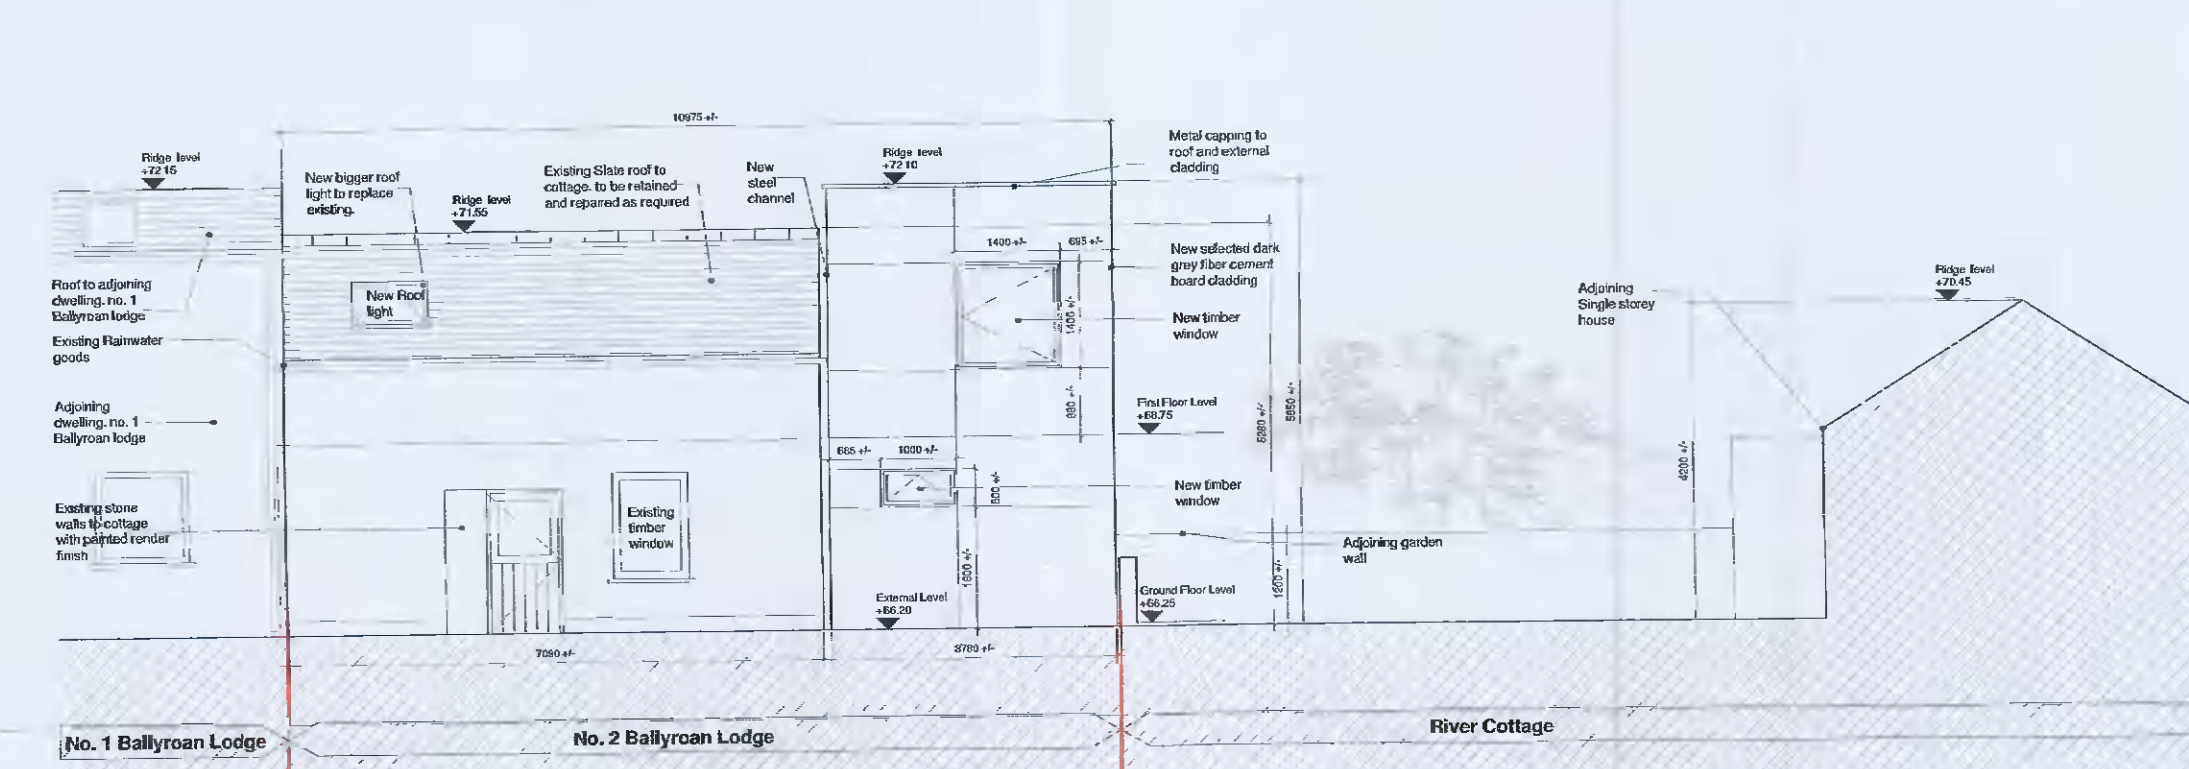 10975 +/-
Ridge level
+72.15
New bigger roof
light to replace
existing.
Ridge level
+71.55
Existing Slate roof to
cottage. to be retained
and repaired as required
New
steel
channel
Ridge level
+72.10
Metal capping to
roof and external
cladding
1400 +/-
695 +/-
New selected dark
grey fiber cement
board cladding
Roof to adjoining
dwelling. no. 1
Ballyroan lodge
New Roof
light
1400 +/-
New timber
window
Adjoining
Single storey
house
Ridge level
+70.45
Existing Rainwater
goods
Adjoining
dwelling. no. 1
Ballyroan lodge
880 +/-
First Floor Level
+68.75
5280 +/-
5850 +/-
4200 +/-
685 +/-
1000 +/-
500 +/-
New timber
window
Existing stone
walls to cottage
with painted render
finish
Existing
timber
window
Adjoining garden
wall
1600 +/-
1200 +/-
External Level
+66.20
Ground Floor Level
+66.25
7090 +/-
3780 +/-
No. 1 Ballyroan Lodge
No. 2 Ballyroan Lodge
River Cottage